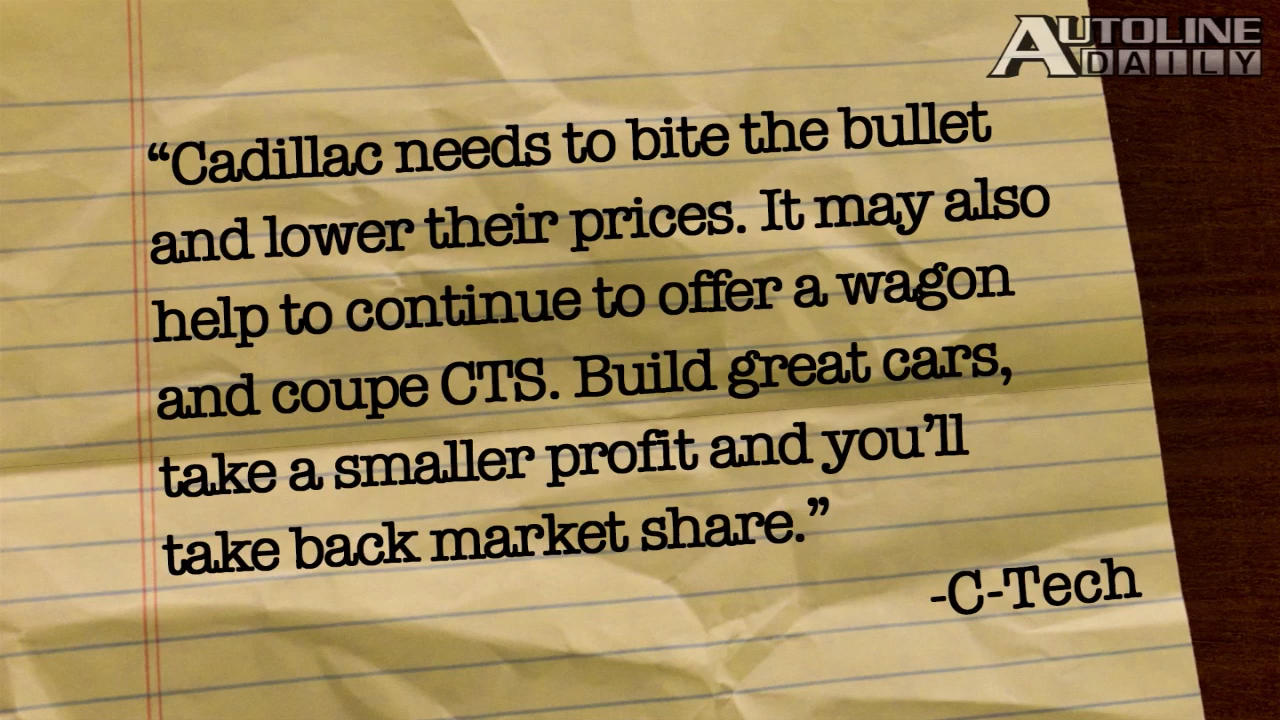 AUTOLINE
DAILY
“Cadillac needs to bite the bullet
and lower their prices. It may also
help to continue to offer a wagon
and coupe CTS. Build great cars,
take a smaller profit and you’ll
take back market share.”
-C-Tech